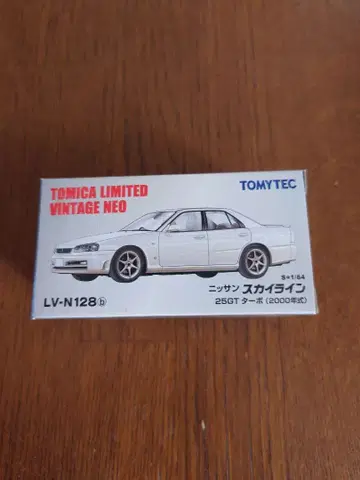 TOMICA LIMITED
VINTAGE NEO
TOMYTEC
S=1/64
LV-N128ⓑ
ニッサン スカイライン
25GT ターボ (2000年式)